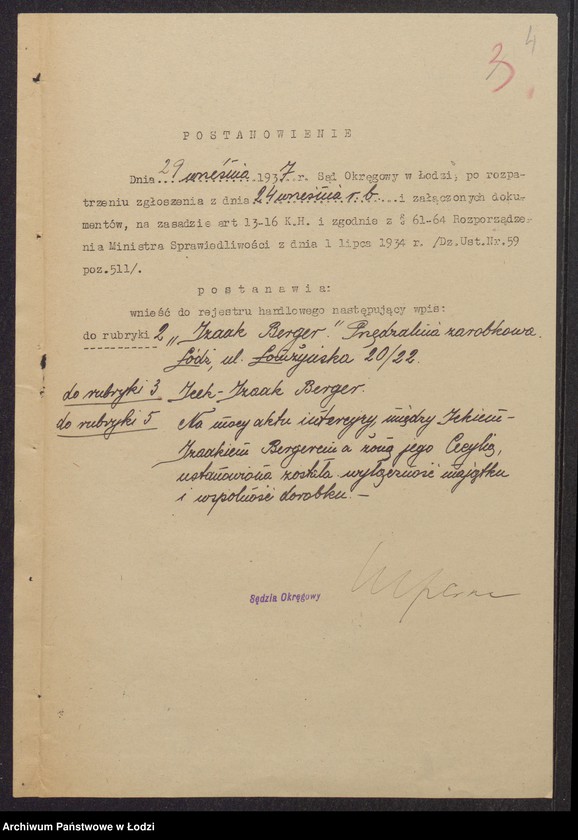 4
3
POSTANOWIENIE
Dnia 29 września 1937 r. Sąd Okręgowy w Łodzi, po rozpa-
trzeniu zgłoszenia z dnia 24 września r.b. i załączonych doku-
mentów, na zasadzie art 13-16 K.H. i zgodnie z § 61-64 Rozporządze-
nia Ministra Sprawiedliwości z dnia 1 lipca 1934 r. /Dz.Ust.Nr.59
poz.511/.
postanawia:
wnieść do rejestru handlowego następujący wpis:
do rubryki 2 „Izaak Berger." Przędzalnia zarobkowa.
Łódź, ul. Łomżyńska 20/22.
do rubryki 3 Icek-Izaak Berger.
do rubryki 5 Na mocy aktu intercyzy, między Ickiem-
Izaakiem Bergerem a żoną jego Cecylią,
ustanowiona została wyłączność majątku
i wspólność dorobku.-
Sędzia Okręgowy
Archiwum Państwowe w Łodzi